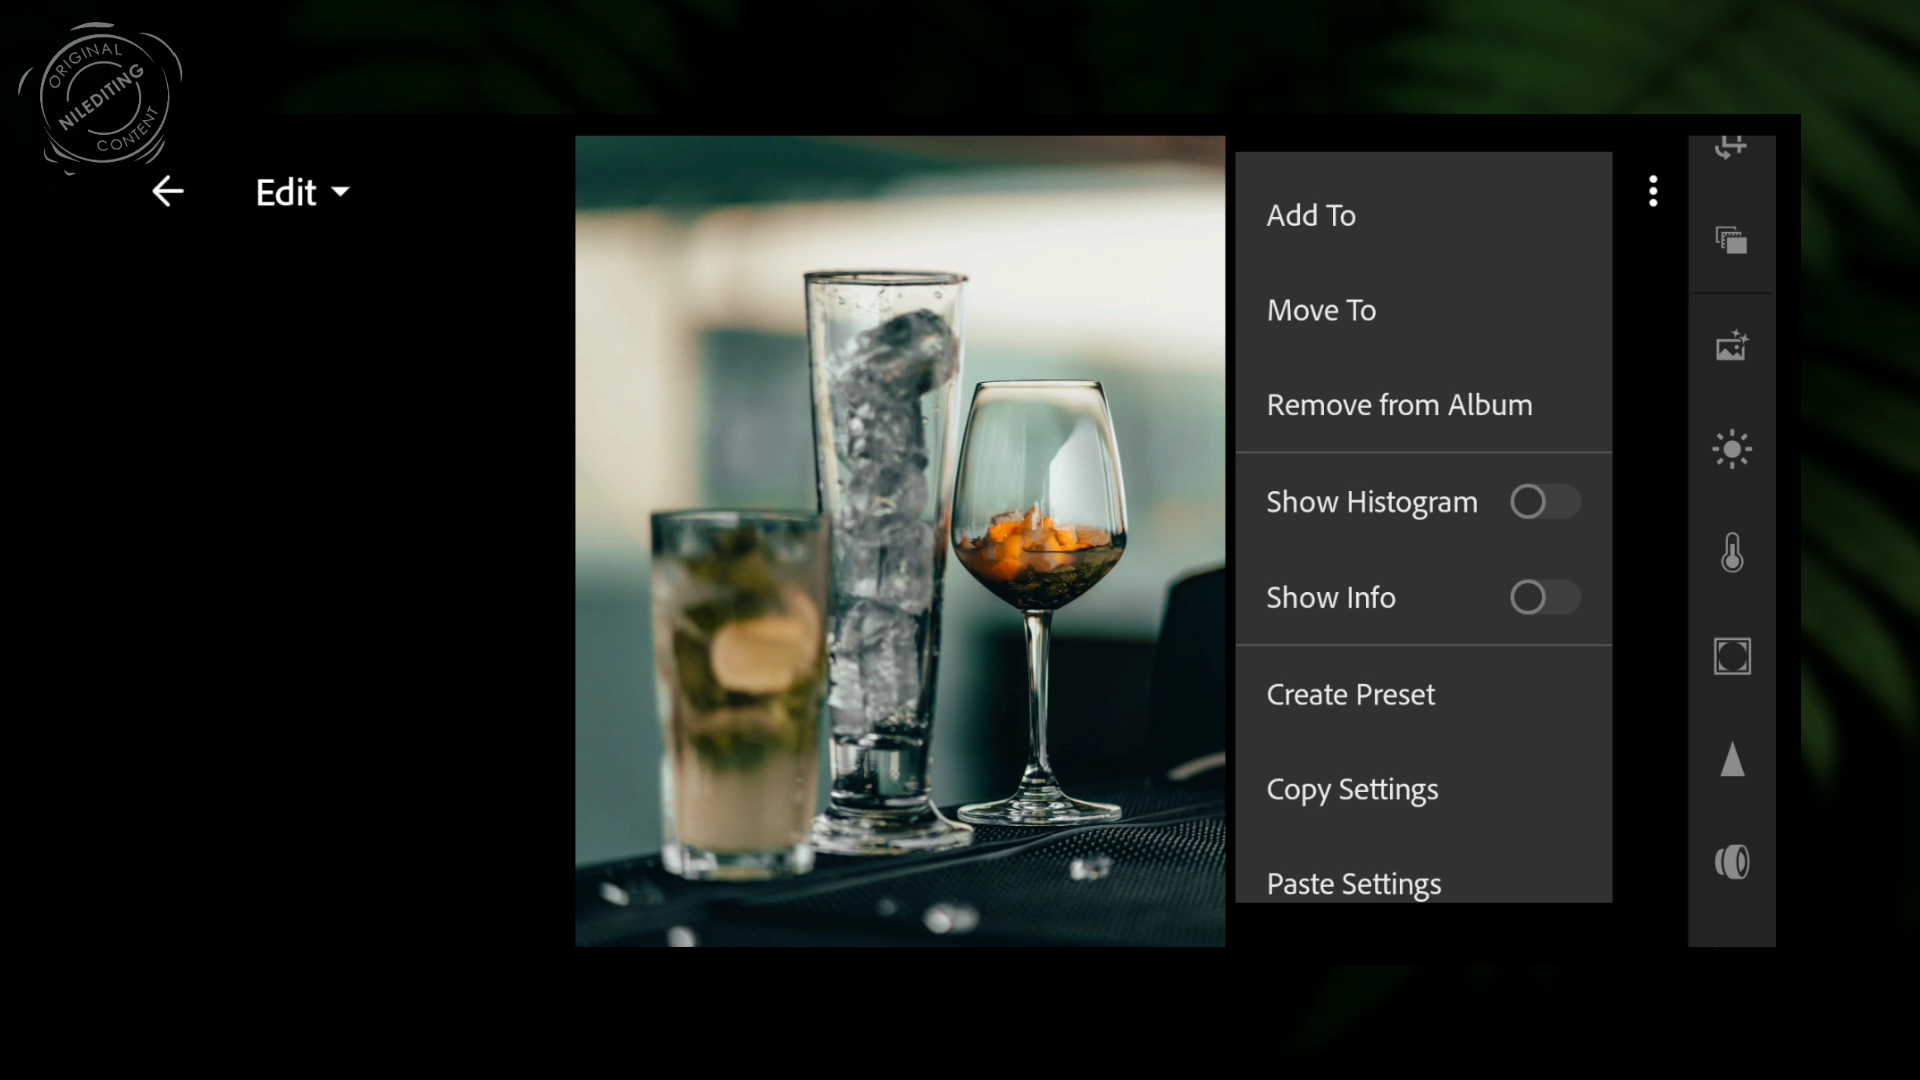 ORIGINAL
NILEDITING
CONTENT
Edit
Add To
Move To
Remove from Album
Show Histogram
Show Info
Create Preset
Copy Settings
Paste Settings